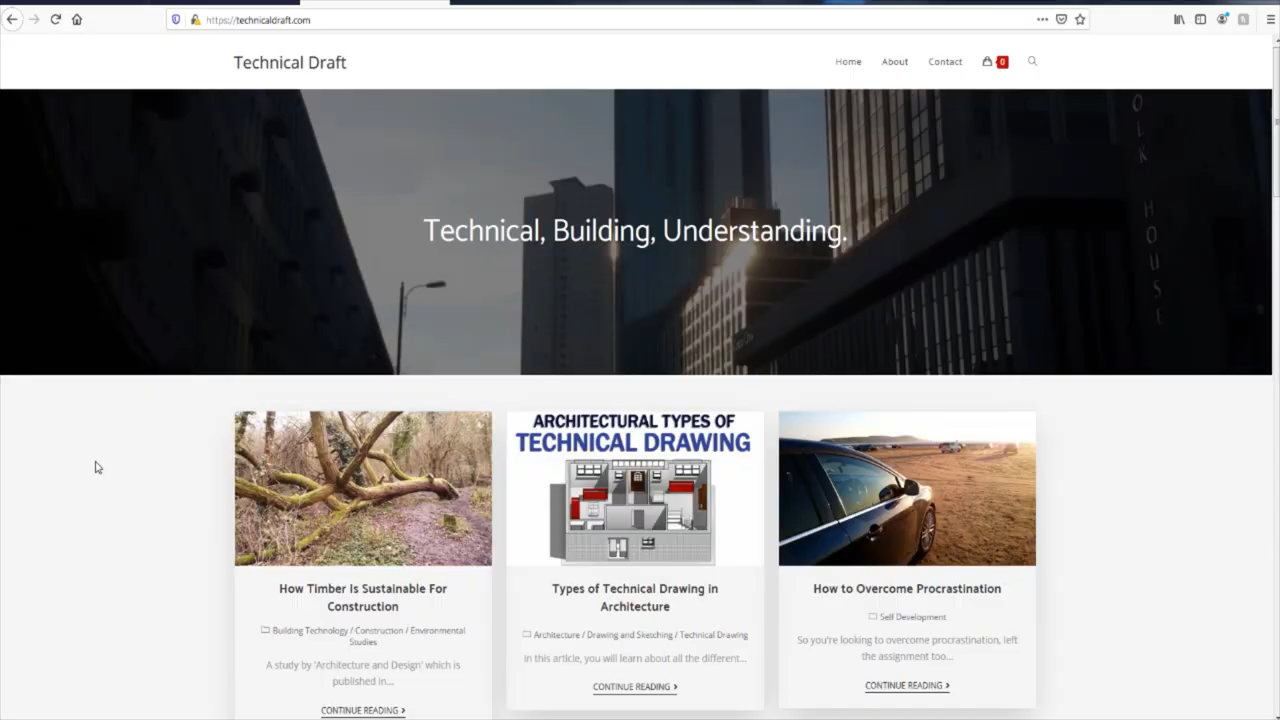 https://technicaldraft.com
Technical Draft
Home
About
Contact
0
OLK HOUSE
Technical, Building, Understanding.
ARCHITECTURAL TYPES OF
TECHNICAL DRAWING
How Timber Is Sustainable For
Construction
Building Technology / Construction / Environmental
Studies
A study by 'Architecture and Design' which is
published in...
CONTINUE READING >
Types of Technical Drawing in
Architecture
Architecture / Drawing and Sketching / Technical Drawing
In this article, you will learn about all the different...
CONTINUE READING >
How to Overcome Procrastination
Self Development
So you're looking to overcome procrastination, left
the assignment too...
CONTINUE READING >